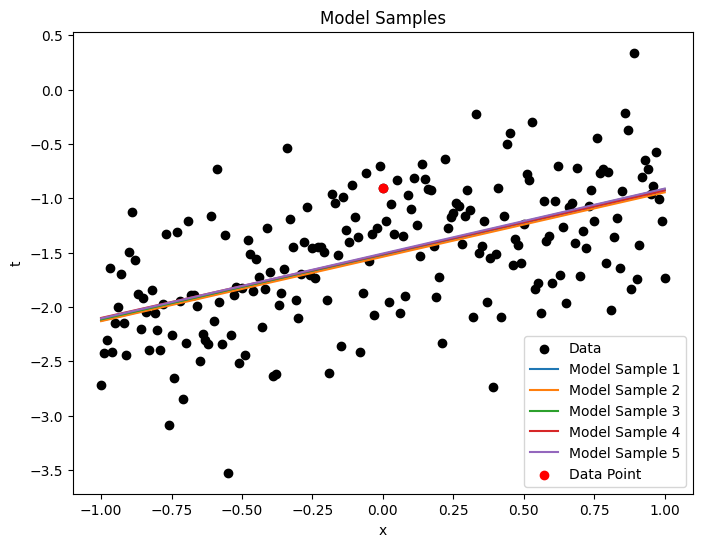 Model Samples
t
0.5
0.0
−0.5
−1.0
−1.5
−2.0
−2.5
−3.0
−3.5
Data
Model Sample 1
Model Sample 2
Model Sample 3
Model Sample 4
Model Sample 5
Data Point
−1.00 −0.75 −0.50 −0.25 0.00 0.25 0.50 0.75 1.00
x